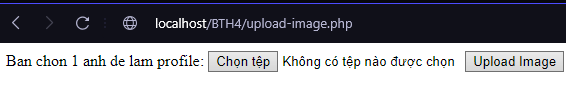 localhost/BTH4/upload-image.php
Ban chon 1 anh de lam profile: Chọn tệp Không có tệp nào được chọn Upload Image